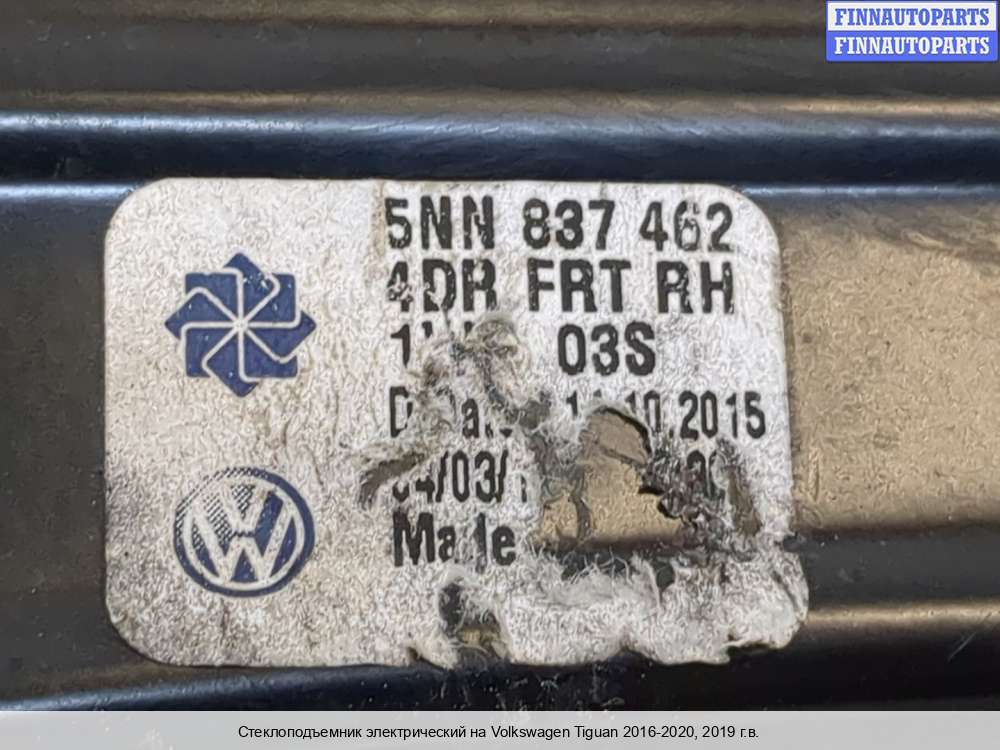 FINNAUTOPARTS
FINNAUTOPARTS
5NN 837 462
4DR FRT RH
03S
.10.2015
04/03/
Made
Стеклоподъемник электрический на Volkswagen Tiguan 2016-2020, 2019 г.в.